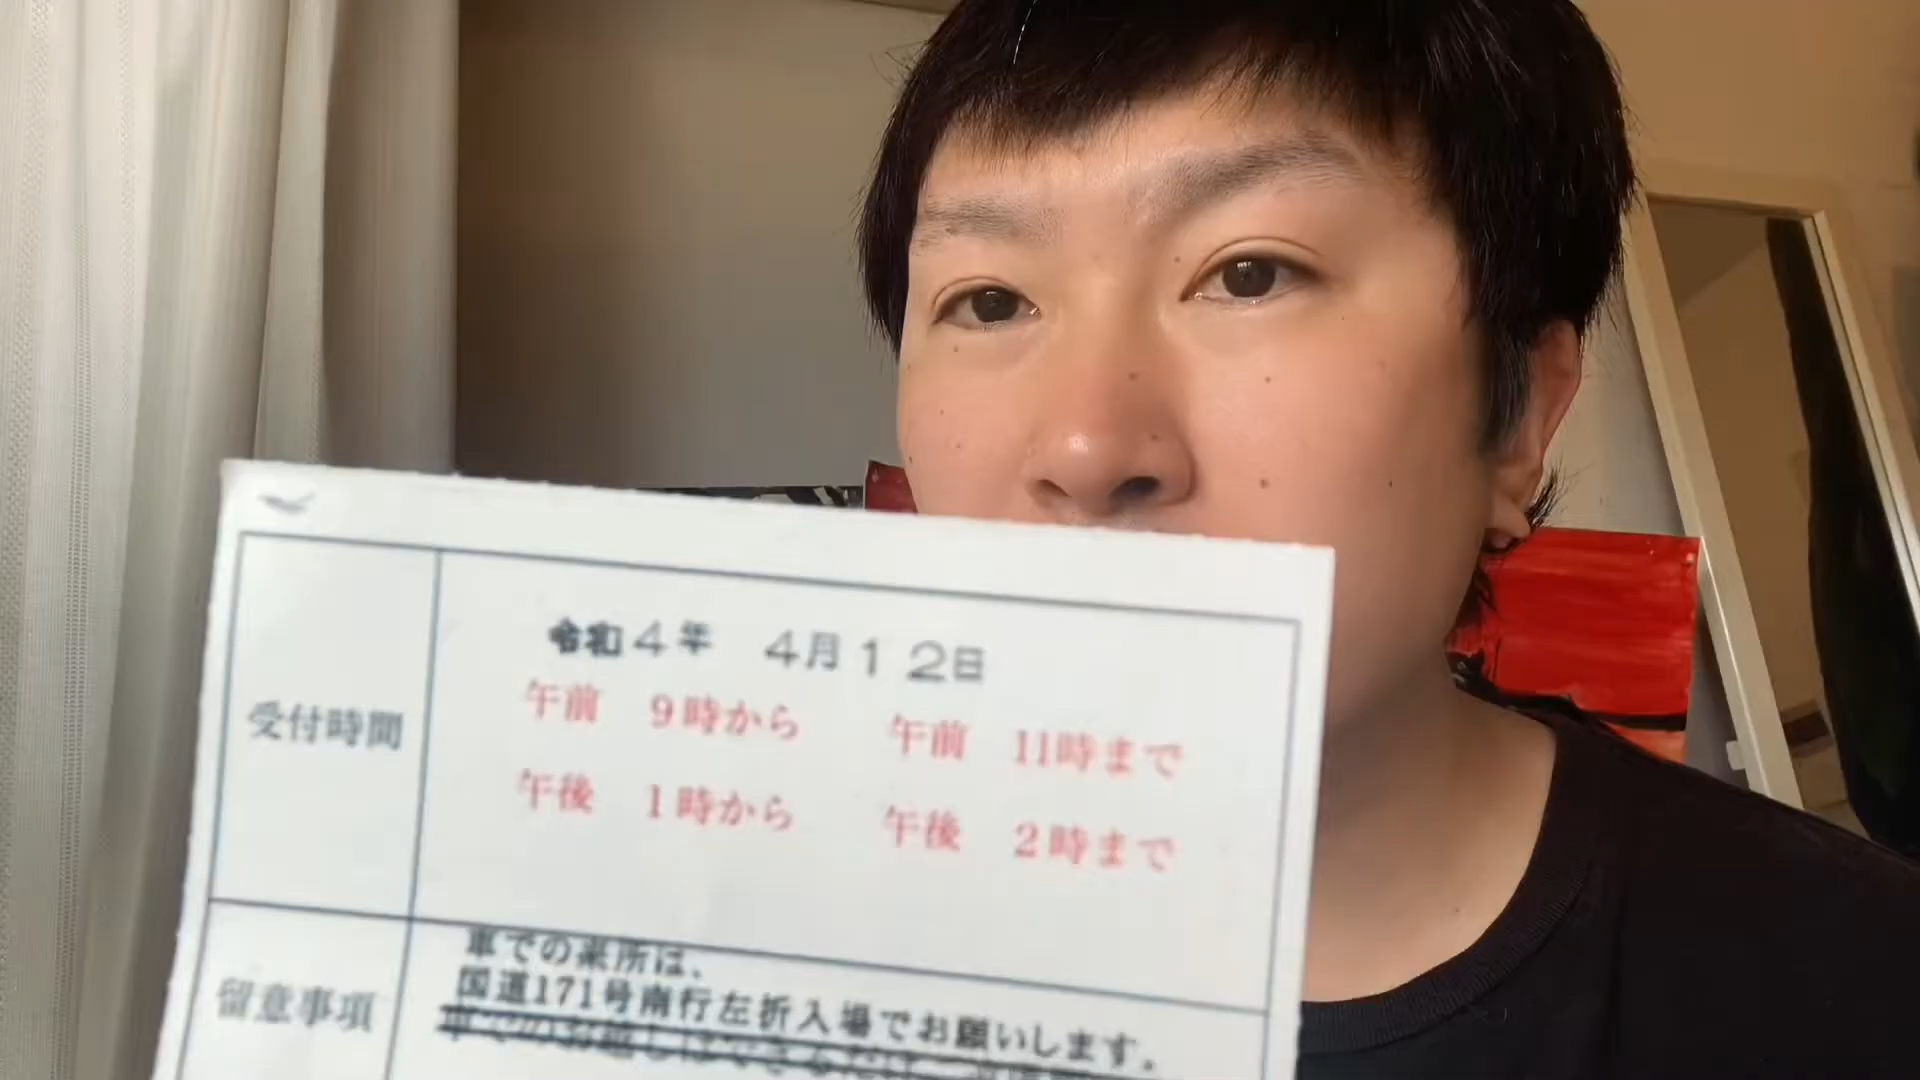 令和4年 4月12日
受付時間
午前 9時から 午前 11時まで
午後 1時から 午後 2時まで
留意事項
車での来所は、
国道171号南行左折入場でお願いします。